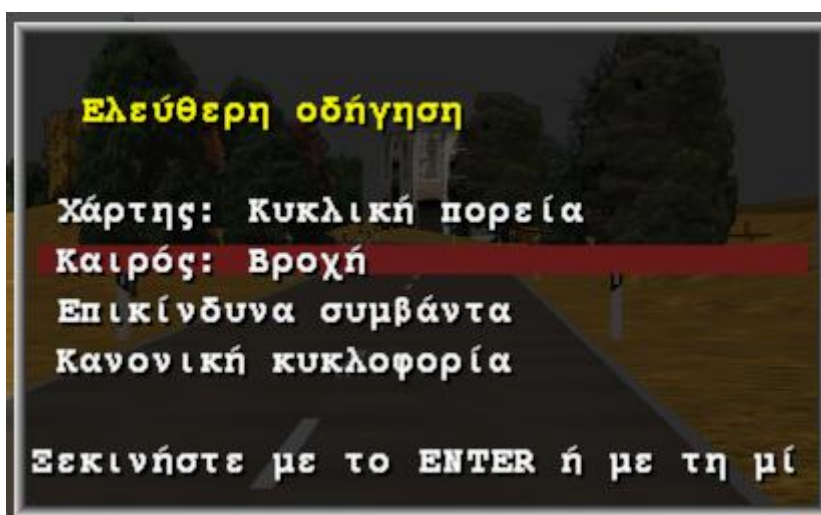 Ελεύθερη οδήγηση
Χάρτης: Κυκλική πορεία
Καιρός: Βροχή
Επικίνδυνα συμβάντα
Κανονική κυκλοφορία
Ξεκινήστε με το ENTER ή με τη μί